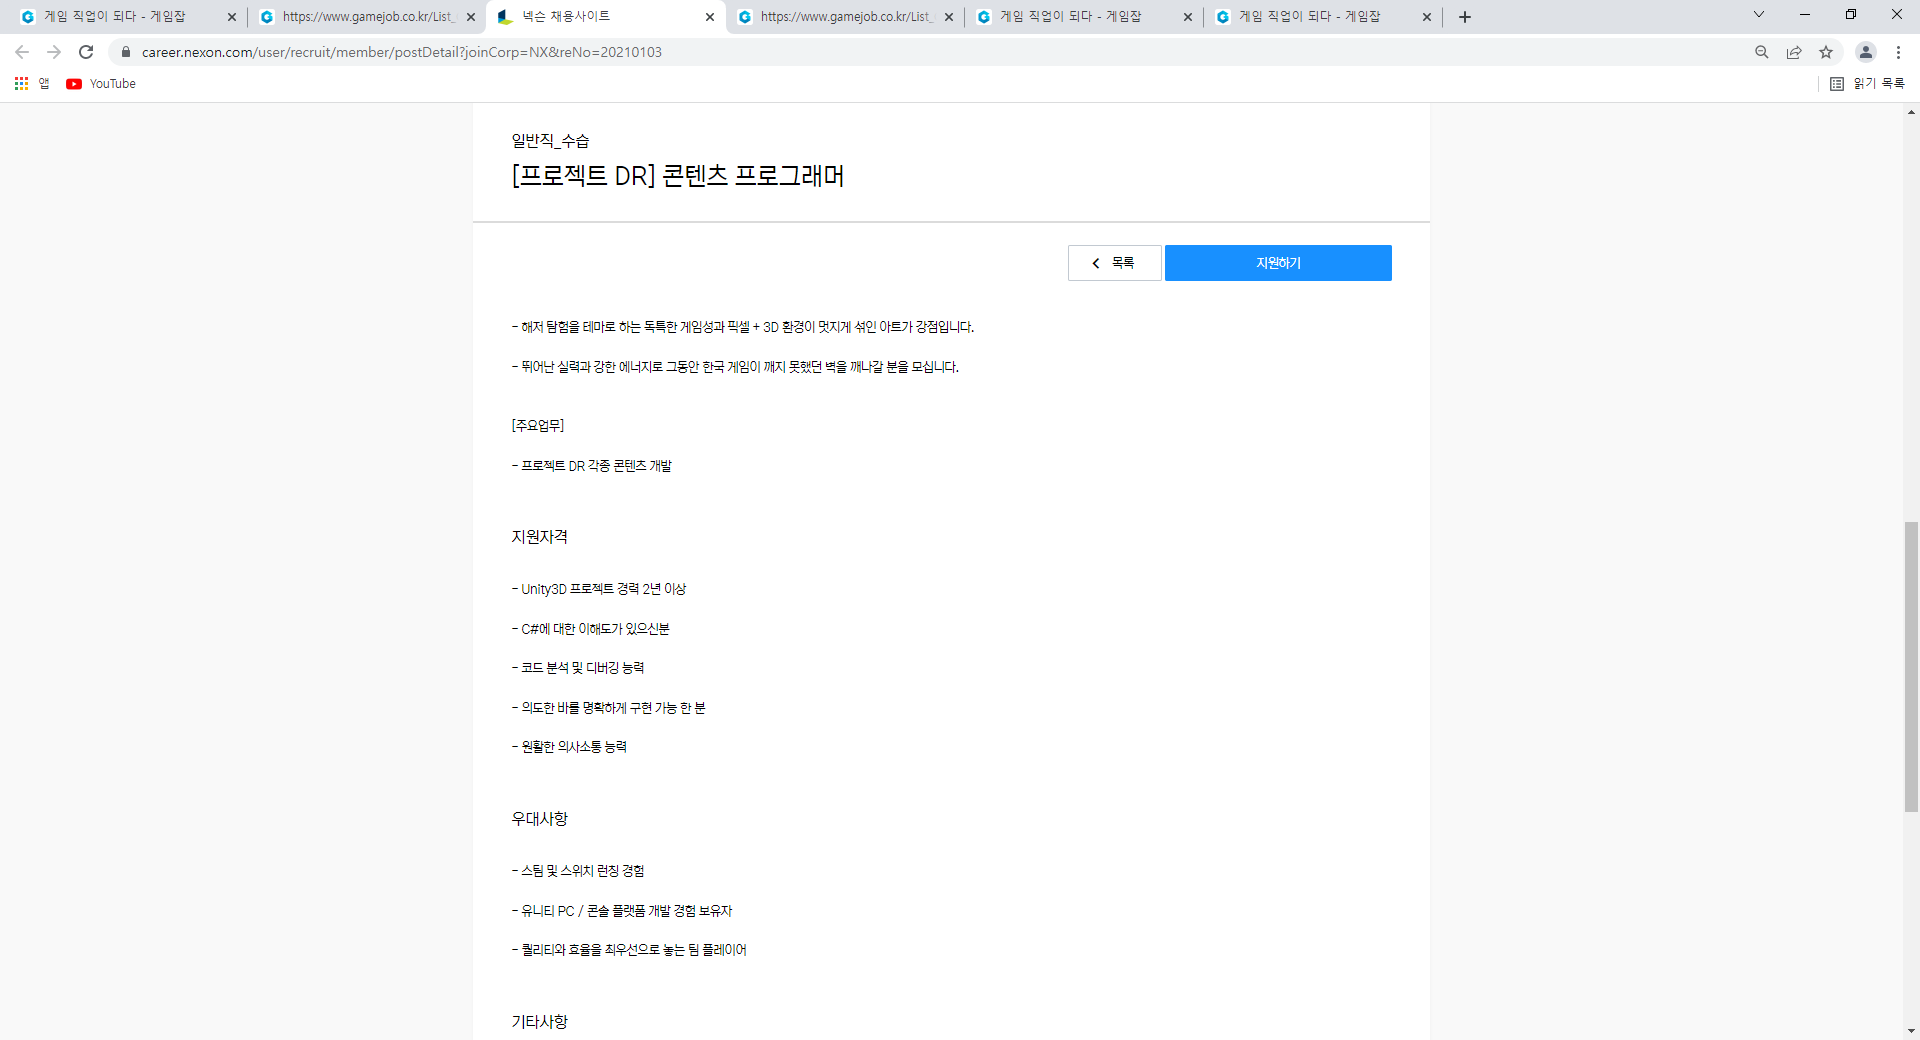 게임 직업이 되다 - 게임잡
https://www.gamejob.co.kr/List_
넥슨 채용사이트
https://www.gamejob.co.kr/List_
게임 직업이 되다 - 게임잡
게임 직업이 되다 - 게임잡
career.nexon.com/user/recruit/member/postDetail?joinCorp=NX&reNo=20210103
앱
YouTube
읽기 목록
일반직_수습
[프로젝트 DR] 콘텐츠 프로그래머
목록
지원하기
- 해저 탐험을 테마로 하는 독특한 게임성과 픽셀 + 3D 환경이 멋지게 섞인 아트가 강점입니다.
- 뛰어난 실력과 강한 에너지로 그동안 한국 게임이 깨지 못했던 벽을 깨나갈 분을 모십니다.
[주요업무]
- 프로젝트 DR 각종 콘텐츠 개발
지원자격
- Unity3D 프로젝트 경력 2년 이상
- C#에 대한 이해도가 있으신분
- 코드 분석 및 디버깅 능력
- 의도한 바를 명확하게 구현 가능 한 분
- 원활한 의사소통 능력
우대사항
- 스팀 및 스위치 런칭 경험
- 유니티 PC / 콘솔 플랫폼 개발 경험 보유자
- 퀄리티와 효율을 최우선으로 놓는 팀 플레이어
기타사항